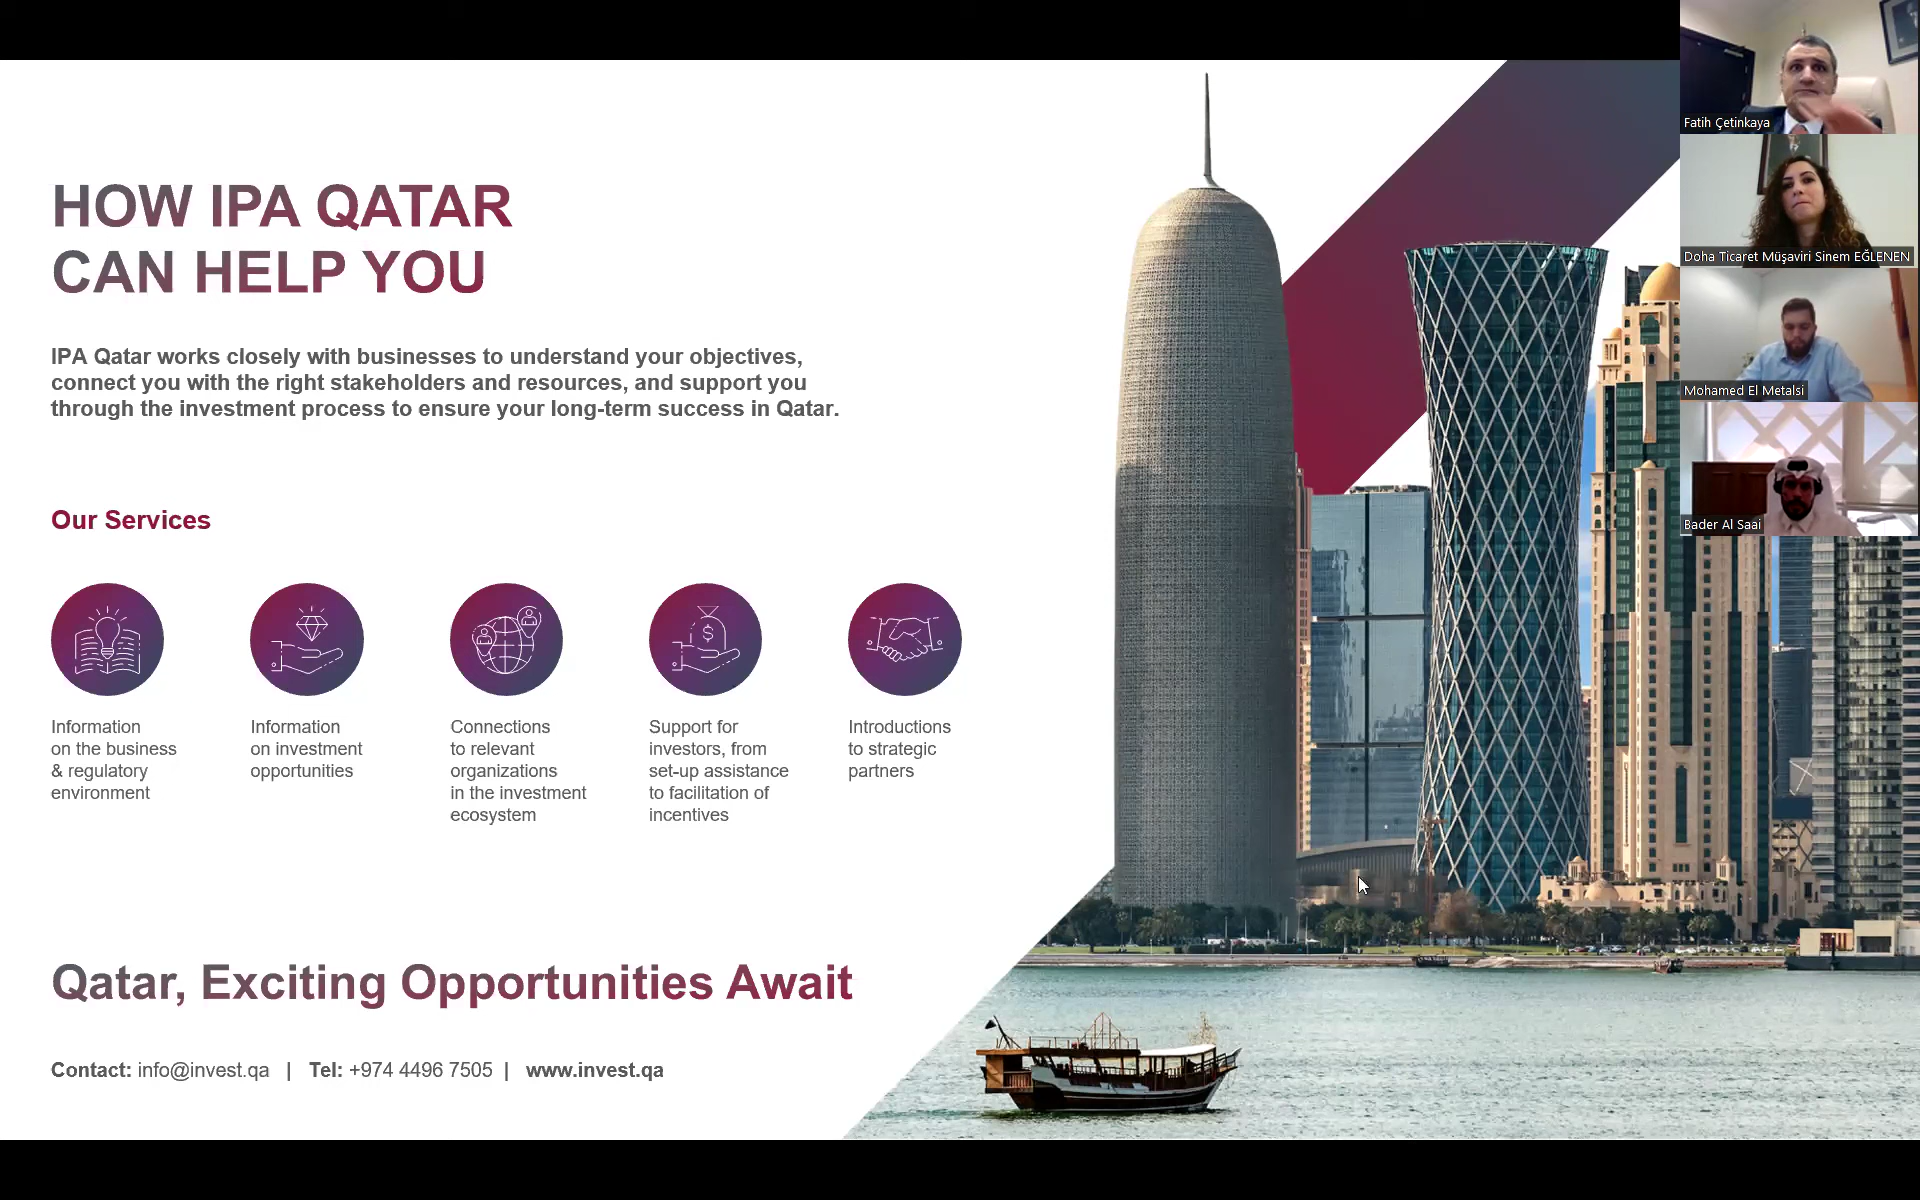 HOW IPA QATAR
CAN HELP YOU
IPA Qatar works closely with businesses to understand your objectives,
connect you with the right stakeholders and resources, and support you
through the investment process to ensure your long-term success in Qatar.
Our Services
Information
on the business
& regulatory
environment
Information
on investment
opportunities
Connections
to relevant
organizations
in the investment
ecosystem
$
Support for
investors, from
set-up assistance
to facilitation of
incentives
Introductions
to strategic
partners
Qatar, Exciting Opportunities Await
Contact: info@invest.qa | Tel: +974 4496 7505 | www.invest.qa
Fatih Çetinkaya
Doha Ticaret Müşaviri Sinem EĞLENEN
Mohamed El Metalsi
Bader Al Saai